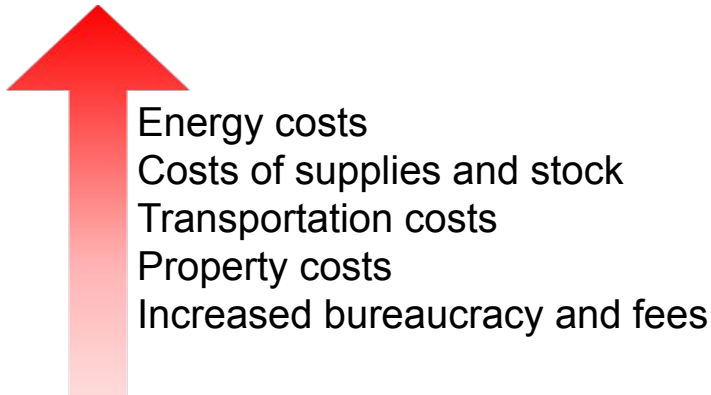 Energy costs
Costs of supplies and stock
Transportation costs
Property costs
Increased bureaucracy and fees